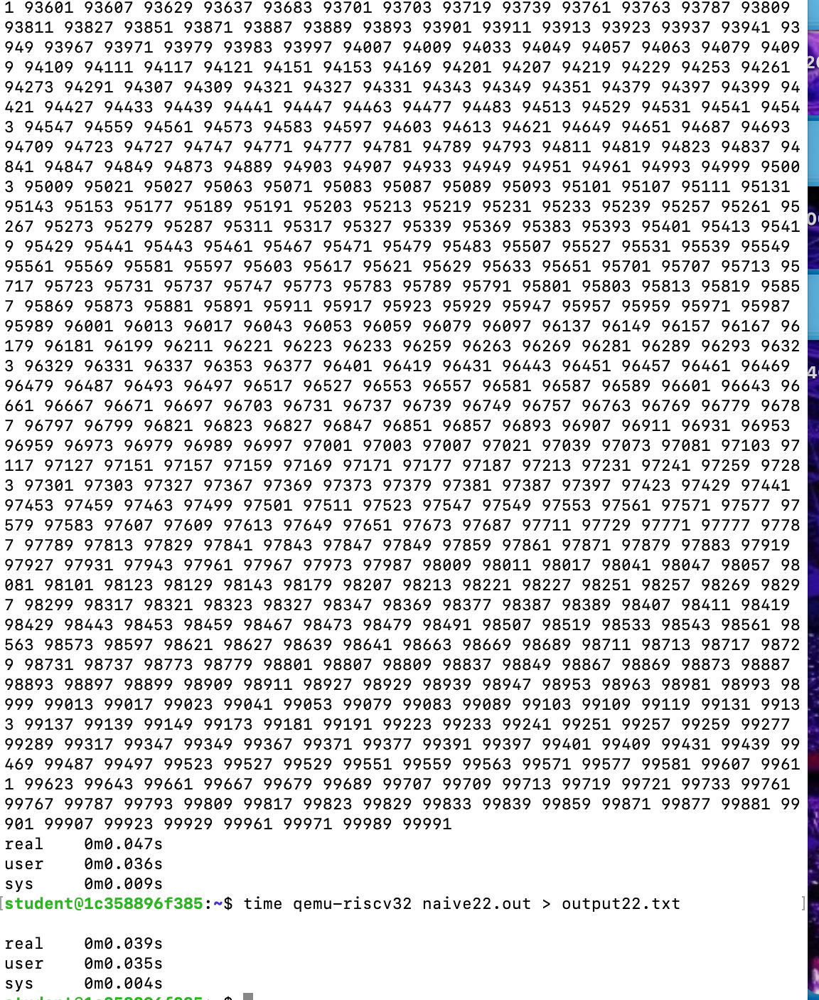 1 93601 93607 93629 93637 93683 93701 93703 93719 93739 93761 93763 93787 93809
93811 93827 93851 93871 93887 93889 93893 93901 93911 93913 93923 93937 93941 93
949 93967 93971 93979 93983 93997 94007 94009 94033 94049 94057 94063 94079 9409
9 94109 94111 94117 94121 94151 94153 94169 94201 94207 94219 94229 94253 94261
94273 94291 94307 94309 94321 94327 94331 94343 94349 94351 94379 94397 94399 94
421 94427 94433 94439 94441 94447 94463 94477 94483 94513 94529 94531 94541 9454
3 94547 94559 94561 94573 94583 94597 94603 94613 94621 94649 94651 94687 94693
94709 94723 94727 94747 94771 94777 94781 94789 94793 94811 94819 94823 94837 94
841 94847 94849 94873 94889 94903 94907 94933 94949 94951 94961 94993 94999 9500
3 95009 95021 95027 95063 95071 95083 95087 95089 95093 95101 95107 95111 95131
95143 95153 95177 95189 95191 95203 95213 95219 95231 95233 95239 95257 95261 95
267 95273 95279 95287 95311 95317 95327 95339 95369 95383 95393 95401 95413 9541
9 95429 95441 95443 95461 95467 95471 95479 95483 95507 95527 95531 95539 95549
95561 95569 95581 95597 95603 95617 95621 95629 95633 95651 95701 95707 95713 95
717 95723 95731 95737 95747 95773 95783 95789 95791 95801 95803 95813 95819 9585
7 95869 95873 95881 95891 95911 95917 95923 95929 95947 95957 95959 95971 95987
95989 96001 96013 96017 96043 96053 96059 96079 96097 96137 96149 96157 96167 96
179 96181 96199 96211 96221 96223 96233 96259 96263 96269 96281 96289 96293 9632
3 96329 96331 96337 96353 96377 96401 96419 96431 96443 96451 96457 96461 96469
96479 96487 96493 96497 96517 96527 96553 96557 96581 96587 96589 96601 96643 96
661 96667 96671 96697 96703 96731 96737 96739 96749 96757 96763 96769 96779 9678
7 96797 96799 96821 96823 96827 96847 96851 96857 96893 96907 96911 96931 96953
96959 96973 96979 96989 96997 97001 97003 97007 97021 97039 97073 97081 97103 97
117 97127 97151 97157 97159 97169 97171 97177 97187 97213 97231 97241 97259 9728
3 97301 97303 97327 97367 97369 97373 97379 97381 97387 97397 97423 97429 97441
97453 97459 97463 97499 97501 97511 97523 97547 97549 97553 97561 97571 97577 97
579 97583 97607 97609 97613 97649 97651 97673 97687 97711 97729 97771 97777 9778
7 97789 97813 97829 97841 97843 97847 97849 97859 97861 97871 97879 97883 97919
97927 97931 97943 97961 97967 97973 97987 98009 98011 98017 98041 98047 98057 98
081 98101 98123 98129 98143 98179 98207 98213 98221 98227 98251 98257 98269 9829
7 98299 98317 98321 98323 98327 98347 98369 98377 98387 98389 98407 98411 98419
98429 98443 98453 98459 98467 98473 98479 98491 98507 98519 98533 98543 98561 98
563 98573 98597 98621 98627 98639 98641 98663 98669 98689 98711 98713 98717 9872
9 98731 98737 98773 98779 98801 98807 98809 98837 98849 98867 98869 98873 98887
98893 98897 98899 98909 98911 98927 98929 98939 98947 98953 98963 98981 98993 98
999 99013 99017 99023 99041 99053 99079 99083 99089 99103 99109 99119 99131 9913
3 99137 99139 99149 99173 99181 99191 99223 99233 99241 99251 99257 99259 99277
99289 99317 99347 99349 99367 99371 99377 99391 99397 99401 99409 99431 99439 99
469 99487 99497 99523 99527 99529 99551 99559 99563 99571 99577 99581 99607 9961
1 99623 99643 99661 99667 99679 99689 99707 99709 99713 99719 99721 99733 99761
99767 99787 99793 99809 99817 99823 99829 99833 99839 99859 99871 99877 99881 99
901 99907 99923 99929 99961 99971 99989 99991
real 0m0.047s
user 0m0.036s
sys 0m0.009s
[student@1c358896f385:~$ time qemu-riscv32 naive22.out > output22.txt ]
real 0m0.039s
user 0m0.035s
sys 0m0.004s